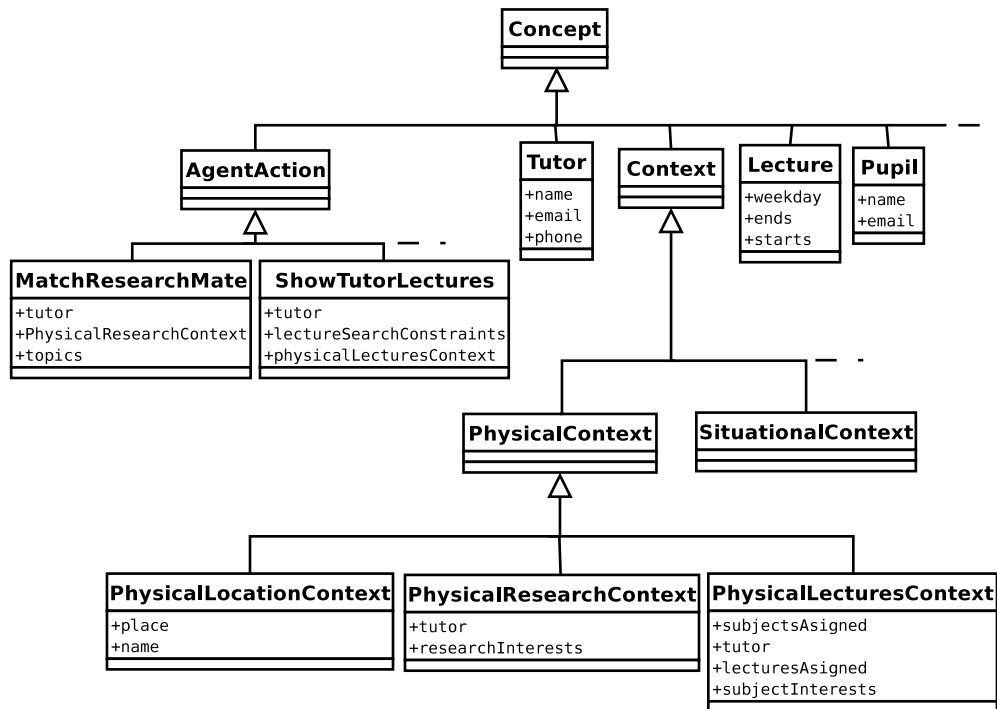 Concept
AgentAction
Tutor
+name
+email
+phone
Context
Lecture
+weekday
+ends
+starts
Pupil
+name
+email
MatchResearchMate
+tutor
+PhysicalResearchContext
+topics
ShowTutorLectures
+tutor
+lectureSearchConstraints
+physicalLecturesContext
PhysicalContext
SituationalContext
PhysicalLocationContext
+place
+name
PhysicalResearchContext
+tutor
+researchInterests
PhysicalLecturesContext
+subjectsAsigned
+tutor
+lecturesAsigned
+subjectInterests